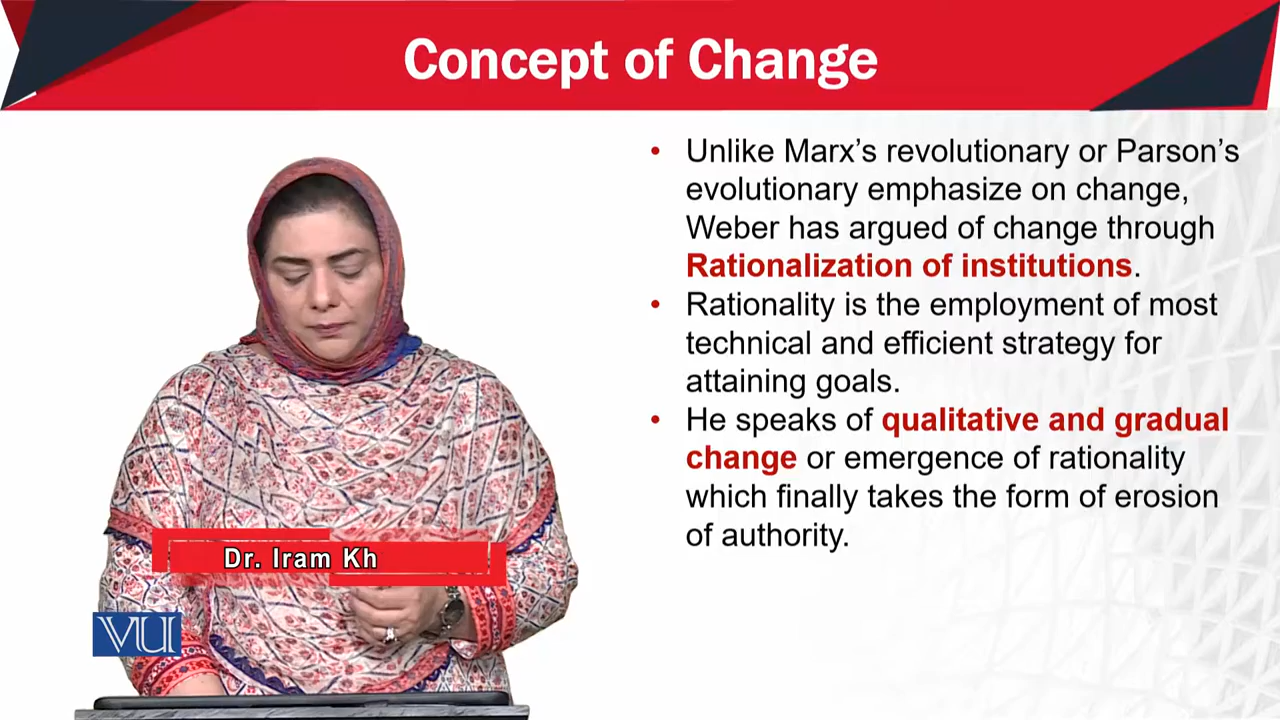 Concept of Change
• Unlike Marx's revolutionary or Parson's
evolutionary emphasize on change,
Weber has argued of change through
Rationalization of institutions.
• Rationality is the employment of most
technical and efficient strategy for
attaining goals.
• He speaks of qualitative and gradual
change or emergence of rationality
which finally takes the form of erosion
of authority.
Dr. Iram Kh
VU